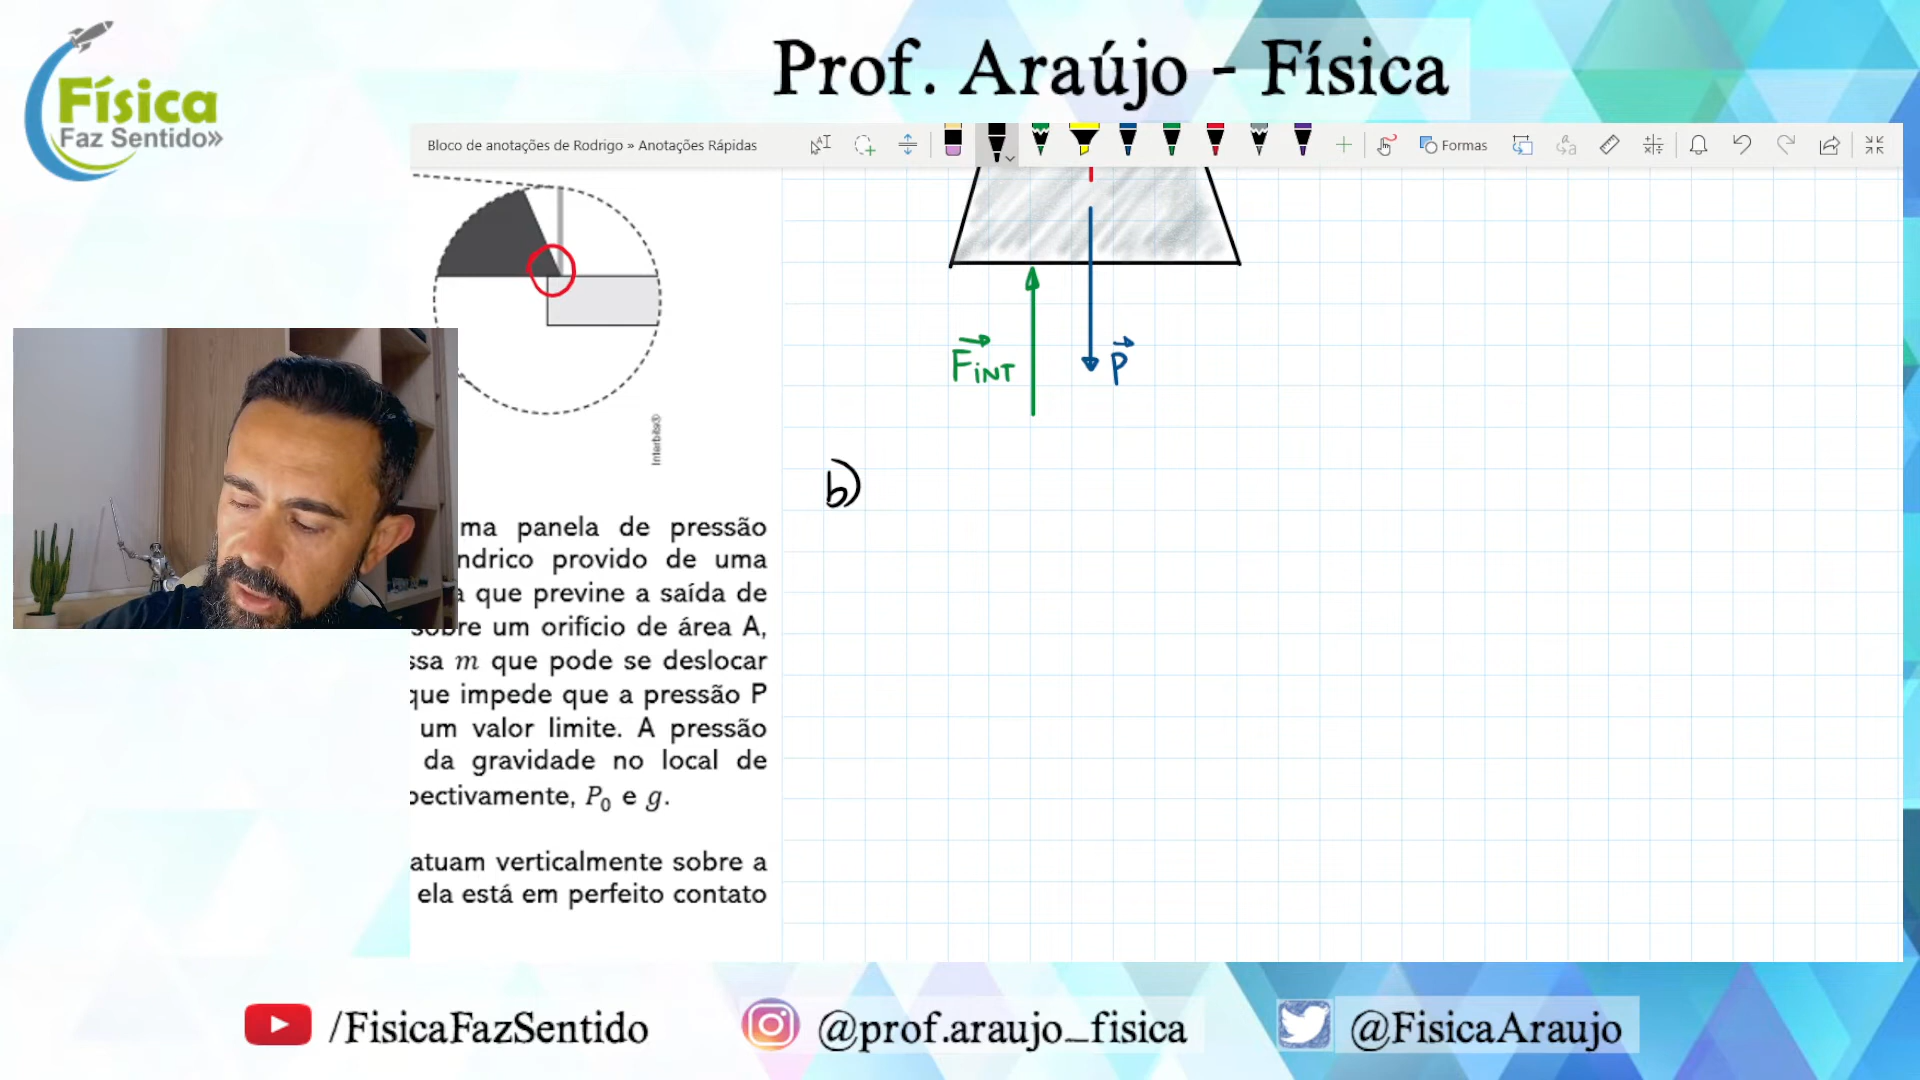 Prof. Araújo - Física
Física
Faz Sentido»
Bloco de anotações de Rodrigo » Anotações Rápidas
Formas
Interbits®
F INT
P
b)
ma panela de pressão
ndrico provido de uma
a que previne a saída de
sobre um orifício de área A,
ssa m que pode se deslocar
que impede que a pressão P
um valor limite. A pressão
da gravidade no local de
pectivamente, P₀ e g.
atuam verticalmente sobre a
ela está em perfeito contato
/FisicaFazSentido
@prof.araujo_fisica
@FisicaAraujo